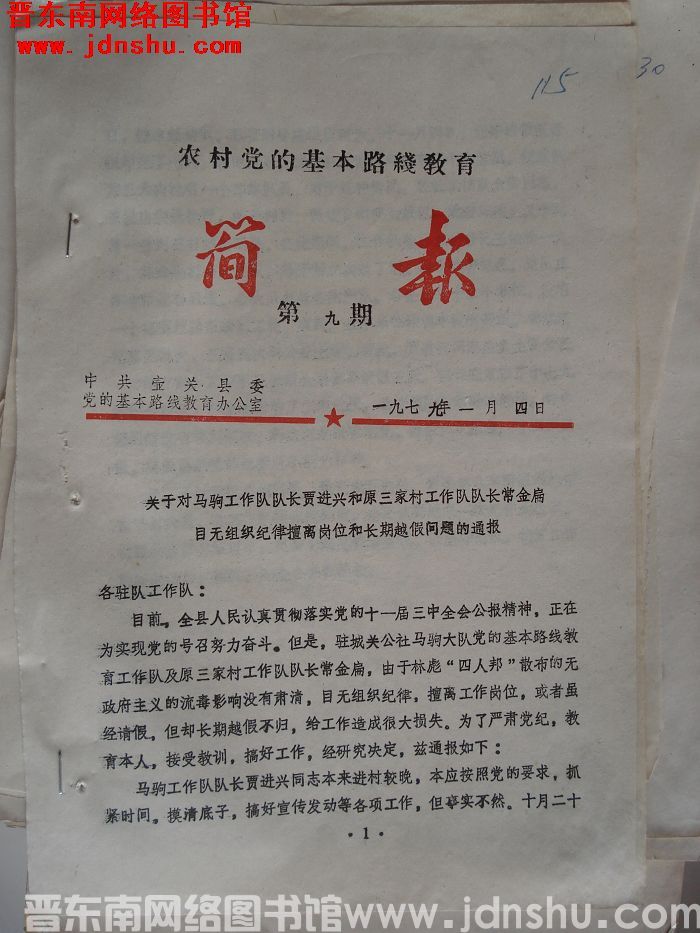 晋东南网络图书馆
www.jdnshu.com
115
30
农村党的基本路綫教育
简报
第九期
中共壶关县委
党的基本路线教育办公室
一九七九年一月四日
关于对马驹工作队队长贾进兴和原三家村工作队队长常金扁
目无组织纪律擅离岗位和长期越假问题的通报
各驻队工作队：
目前，全县人民认真贯彻落实党的十一届三中全会公报精神，正在
为实现党的号召努力奋斗。但是，驻城关公社马驹大队党的基本路线教
育工作队及原三家村工作队队长常金扁，由于林彪“四人邦”散布的无
政府主义的流毒影响没有肃清，目无组织纪律，擅离工作岗位，或者虽
经请假，但却长期越假不归，给工作造成很大损失。为了严肃党纪，教
育本人，接受教训，搞好工作，经研究决定，兹通报如下：
马驹工作队队长贾进兴同志本来进村较晚，本应按照党的要求，抓
紧时间，摸清底子，搞好宣传发动等各项工作，但事实不然。十月二十
·1·
晋东南网络图书馆www.jdnshu.com